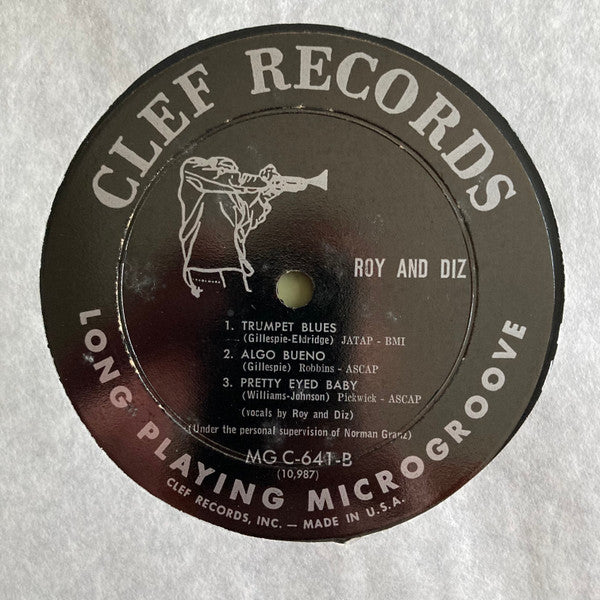 CLEF RECORDS
ROY AND DIZ
1. TRUMPET BLUES
(Gillespie-Eldridge) JATAP - BMI
2. ALGO BUENO
(Gillespie) Robbins - ASCAP
3. PRETTY EYED BABY
(Williams-Johnson) Pickwick - ASCAP
(vocals by Roy and Diz)
(Under the personal supervision of Norman Granz)
MG C-641-B
(10,987)
LONG PLAYING MICROGROOVE
CLEF RECORDS, INC. — MADE IN U.S.A.